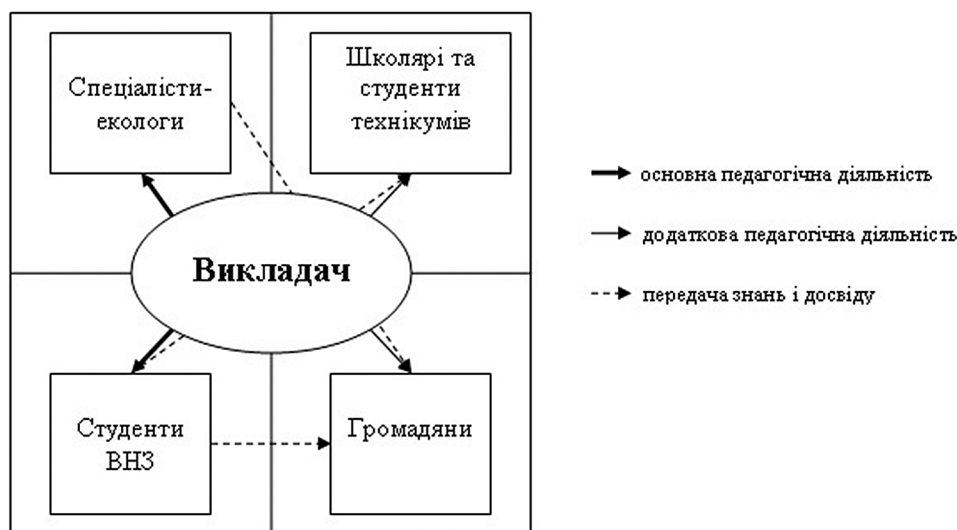 Спеціалісти-
екологи
Школярі та
студенти
технікумів
Викладач
Студенти
ВНЗ
Громадяни
основна педагогічна діяльність
додаткова педагогічна діяльність
передача знань і досвіду